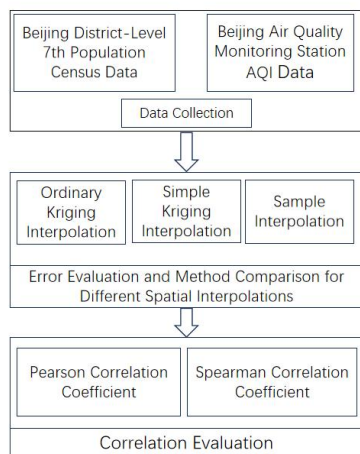 Beijing District-Level
7th Population
Census Data
Beijing Air Quality
Monitoring Station
AQI Data
Data Collection
Ordinary
Kriging
Interpolation
Simple
Kriging
Interpolation
Sample
Interpolation
Error Evaluation and Method Comparison for
Different Spatial Interpolations
Pearson Correlation
Coefficient
Spearman Correlation
Coefficient
Correlation Evaluation